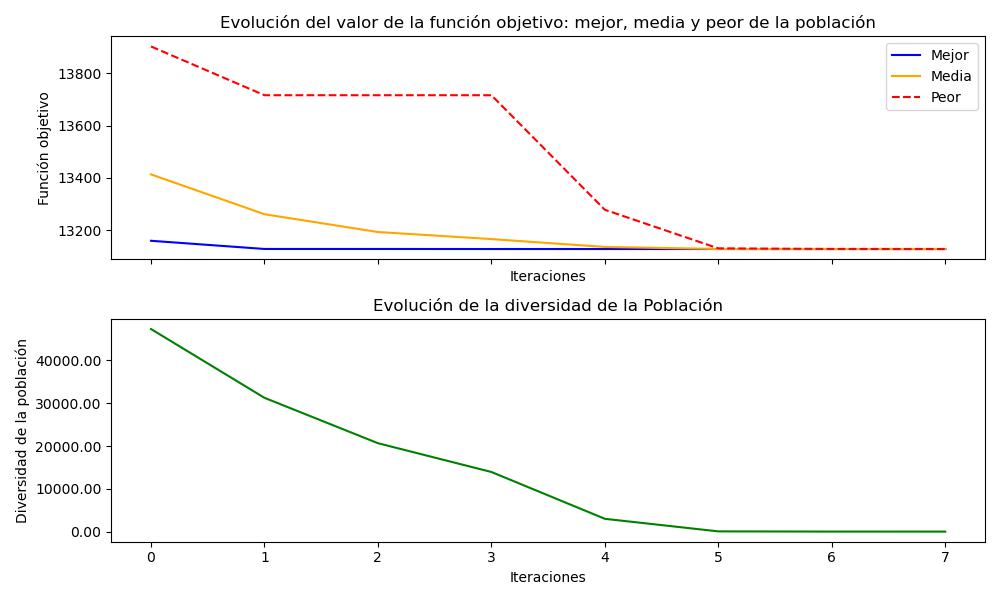 Evolución del valor de la función objetivo: mejor, media y peor de la población
Función objetivo
13800
13600
13400
13200
Mejor
Media
Peor
Iteraciones
Evolución de la diversidad de la Población
Diversidad de la población
40000.00
30000.00
20000.00
10000.00
0.00
0 1 2 3 4 5 6 7
Iteraciones